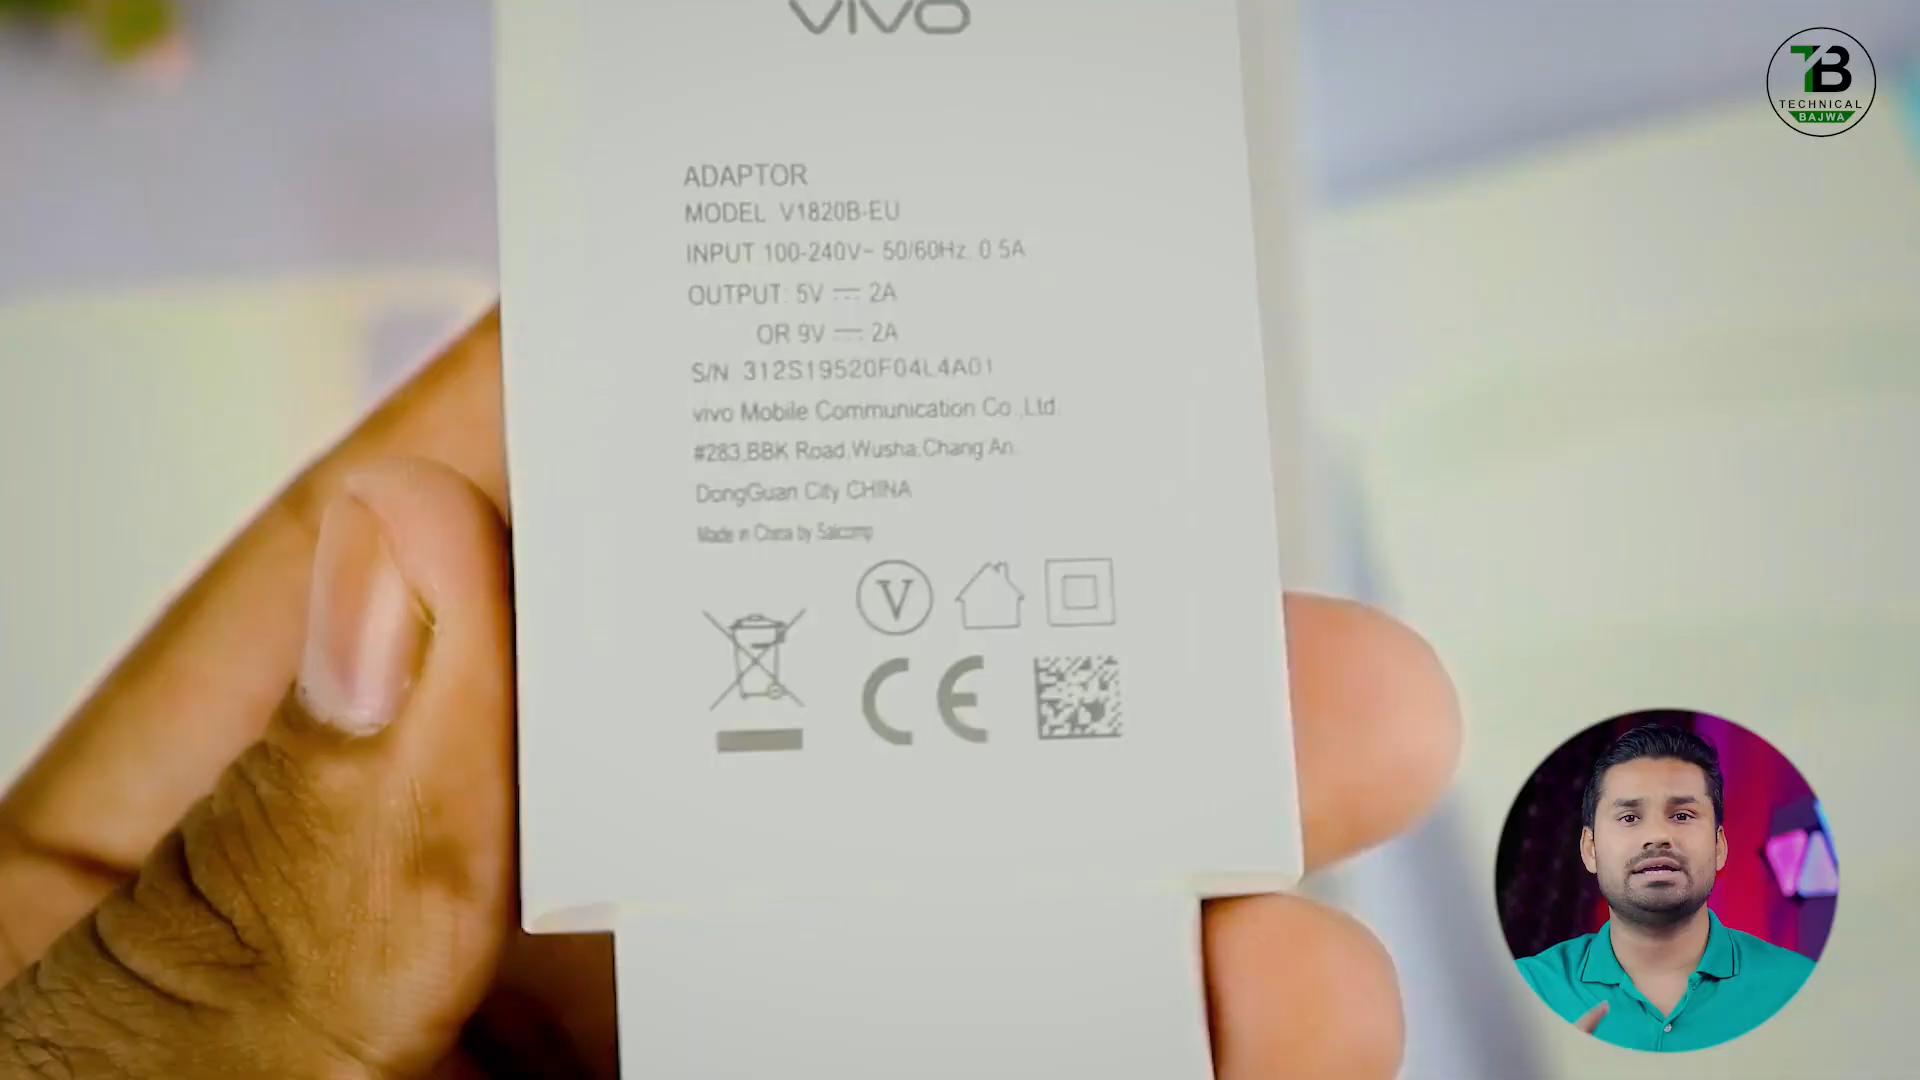 vivo
TB
TECHNICAL
BAJWA
ADAPTOR
MODEL V1820B-EU
INPUT 100-240V~ 50/60Hz, 0.5A
OUTPUT: 5V ⎓ 2A
OR 9V ⎓ 2A
S/N 312S19520F04L4A01
vivo Mobile Communication Co.,Ltd.
#283,BBK Road,Wusha,Chang An,
DongGuan City CHINA
Made in China by Salcomp
V
CE